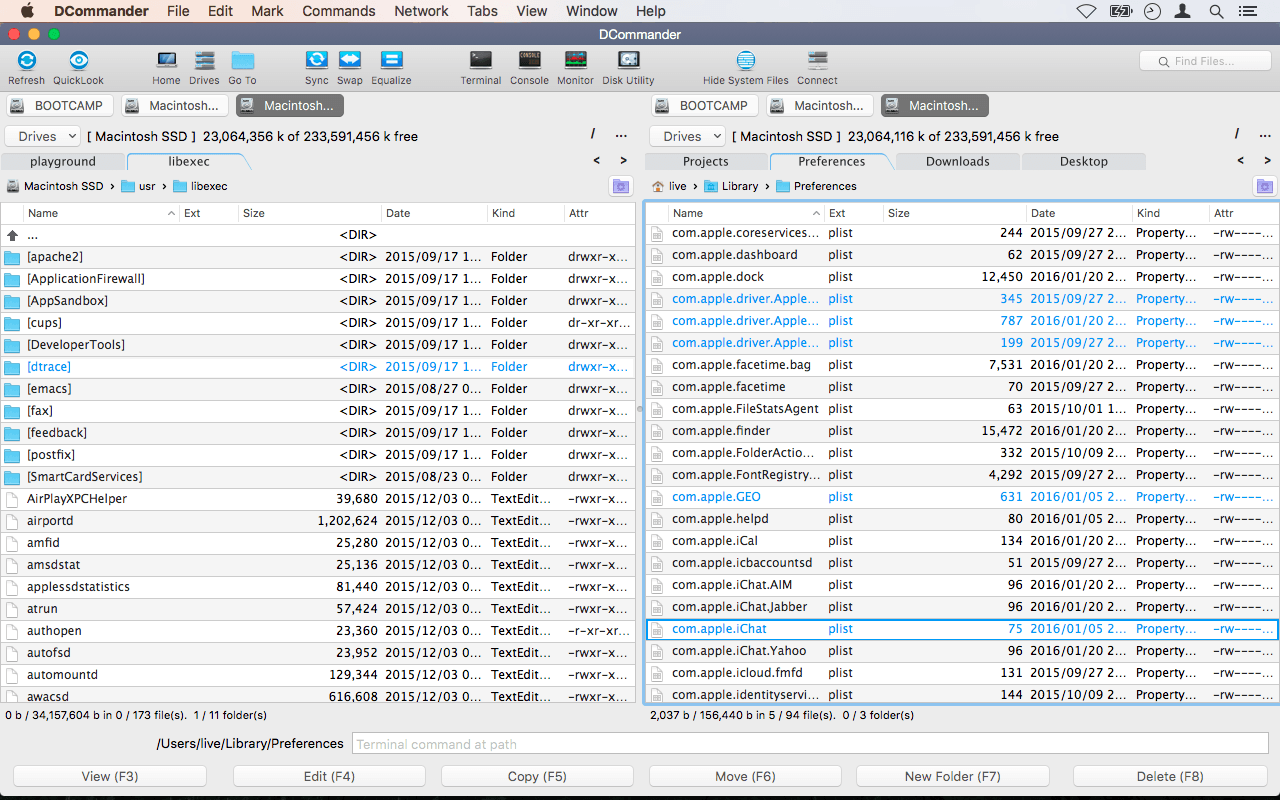 DCommander File Edit Mark Commands Network Tabs View Window Help
DCommander
Refresh QuickLook Home Drives Go To Sync Swap Equalize Terminal Console Monitor Disk Utility Hide System Files Connect Find Files...
BOOTCAMP Macintosh... Macintosh... BOOTCAMP Macintosh... Macintosh...
Drives [ Macintosh SSD ] 23,064,356 k of 233,591,456 k free / ... Drives [ Macintosh SSD ] 23,064,116 k of 233,591,456 k free / ...
playground libexec < > Projects Preferences Downloads Desktop < >
Macintosh SSD > usr > libexec live > Library > Preferences
Name Ext Size Date Kind Attr Name Ext Size Date Kind Attr
... <DIR> com.apple.coreservices... plist 244 2015/09/27 2... Property... -rw----...
[apache2] <DIR> 2015/09/17 1... Folder drwxr-x... com.apple.dashboard plist 62 2015/09/27 2... Property... -rw----...
[ApplicationFirewall] <DIR> 2015/09/17 1... Folder drwxr-x... com.apple.dock plist 12,450 2016/01/20 2... Property... -rw----...
[AppSandbox] <DIR> 2015/09/17 1... Folder drwxr-x... com.apple.driver.Apple... plist 345 2015/09/27 2... Property... -rw----...
[cups] <DIR> 2015/09/17 1... Folder dr-xr-xr... com.apple.driver.Apple... plist 787 2016/01/20 2... Property... -rw----...
[DeveloperTools] <DIR> 2015/09/17 1... Folder drwxr-x... com.apple.driver.Apple... plist 199 2015/09/27 2... Property... -rw----...
[dtrace] <DIR> 2015/09/17 1... Folder drwxr-x... com.apple.facetime.bag plist 7,531 2016/01/20 2... Property... -rw----...
[emacs] <DIR> 2015/08/27 0... Folder drwxr-x... com.apple.facetime plist 70 2015/09/27 2... Property... -rw----...
[fax] <DIR> 2015/09/17 1... Folder drwxr-x... com.apple.FileStatsAgent plist 63 2015/10/01 1... Property... -rw----...
[feedback] <DIR> 2015/09/17 1... Folder drwxr-x... com.apple.finder plist 15,472 2016/01/20 2... Property... -rw----...
[postfix] <DIR> 2015/09/17 1... Folder drwxr-x... com.apple.FolderActio... plist 332 2015/10/09 2... Property... -rw----...
[SmartCardServices] <DIR> 2015/08/23 0... Folder drwxr-x... com.apple.FontRegistry... plist 4,292 2015/09/27 2... Property... -rw----...
AirPlayXPCHelper 39,680 2015/12/03 0... TextEdit... -rwxr-x... com.apple.GEO plist 631 2016/01/05 2... Property... -rw----...
airportd 1,202,624 2015/12/03 0... TextEdit... -rwxr-x... com.apple.helpd plist 80 2016/01/05 2... Property... -rw----...
amfid 25,280 2015/12/03 0... TextEdit... -rwxr-x... com.apple.iCal plist 134 2016/01/20 2... Property... -rw----...
amsdstat 25,136 2015/12/03 0... TextEdit... -rwxr-x... com.apple.icbaccountsd plist 51 2015/09/27 2... Property... -rw----...
applessdstatistics 81,440 2015/12/03 0... TextEdit... -rwxr-x... com.apple.iChat.AIM plist 96 2016/01/20 2... Property... -rw----...
atrun 57,424 2015/12/03 0... TextEdit... -rwxr-x... com.apple.iChat.Jabber plist 96 2016/01/20 2... Property... -rw----...
authopen 23,360 2015/12/03 0... TextEdit... -r-xr-xr... com.apple.iChat plist 75 2016/01/05 2... Property... -rw----...
autofsd 23,952 2015/12/03 0... TextEdit... -rwxr-x... com.apple.iChat.Yahoo plist 96 2016/01/20 2... Property... -rw----...
automountd 129,344 2015/12/03 0... TextEdit... -rwxr-x... com.apple.icloud.fmfd plist 131 2015/09/27 2... Property... -rw----...
awacsd 616,608 2015/12/03 0... TextEdit... -rwxr-x... com.apple.identityservi... plist 144 2015/10/09 2... Property... -rw----...
0 b / 34,157,604 b in 0 / 173 file(s). 1 / 11 folder(s) 2,037 b / 156,440 b in 5 / 94 file(s). 0 / 3 folder(s)
/Users/live/Library/Preferences Terminal command at path
View (F3) Edit (F4) Copy (F5) Move (F6) New Folder (F7) Delete (F8)